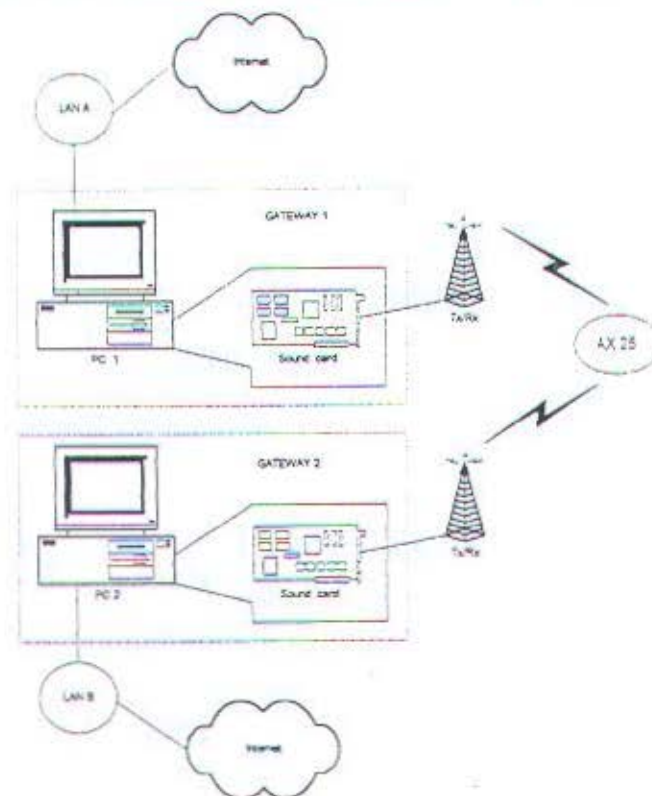 Internet
LAN A
GATEWAY 1
Tx/Rx
AX 25
PC 1
Sound card
GATEWAY 2
Tx/Rx
PC 2
Sound card
LAN B
Internet